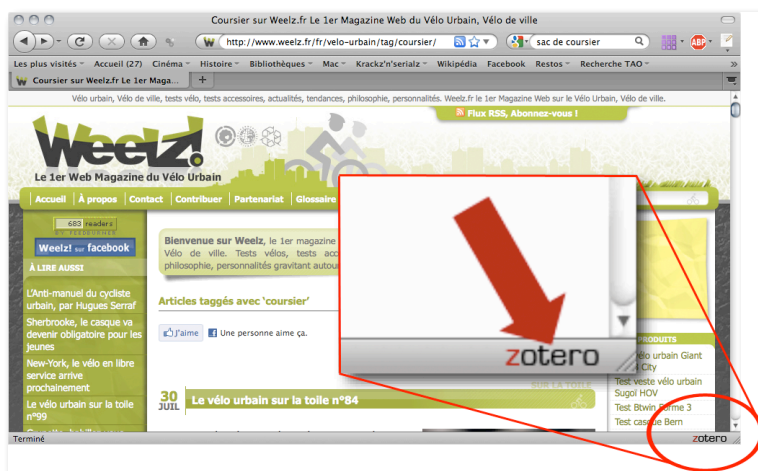 Coursier sur Weelz.fr Le 1er Magazine Web du Vélo Urbain, Vélo de ville
http://www.weelz.fr/fr/velo-urbain/tag/coursier/
sac de coursier
ABP
Les plus visités Accueil (27) Cinéma Histoire Bibliothèques Mac Krackz'n'serialz Wikipédia Facebook Restos Recherche TAO »
Coursier sur Weelz.fr Le 1er Maga... +
Vélo urbain, Vélo de ville, tests vélo, tests accessoires, actualités, tendances, philosophie, personnalités. Weelz.fr le 1er Magazine Web sur le Vélo Urbain, Vélo de ville.
Flux RSS, Abonnez-vous !
Weelz!
Le 1er Web Magazine du Vélo Urbain
Accueil À propos Contact Contribuer Partenariat Glossaire
683 readers
BY FEEDBURNER
Weelz! sur facebook
À LIRE AUSSI
L'Anti-manuel du cycliste
urbain, par Hugues Serraf
Sherbrooke, le casque va
devenir obligatoire pour les
jeunes
New-York, le vélo en libre
service arrive
prochainement
Le vélo urbain sur la toile
n°99
Bienvenue sur Weelz, le 1er magazine
Vélo de ville. Tests vélos, tests acc
philosophie, personnalités gravitant autou
Articles taggés avec 'coursier'
J'aime Une personne aime ça.
SUR LA TOILE
30
JUIL
Le vélo urbain sur la toile n°84
zotero
PRODUITS
vélo urbain Giant
City
Test veste vélo urbain
Sugoi HOV
Test Btwin Forme 3
Test casque Bern
Terminé
zotero